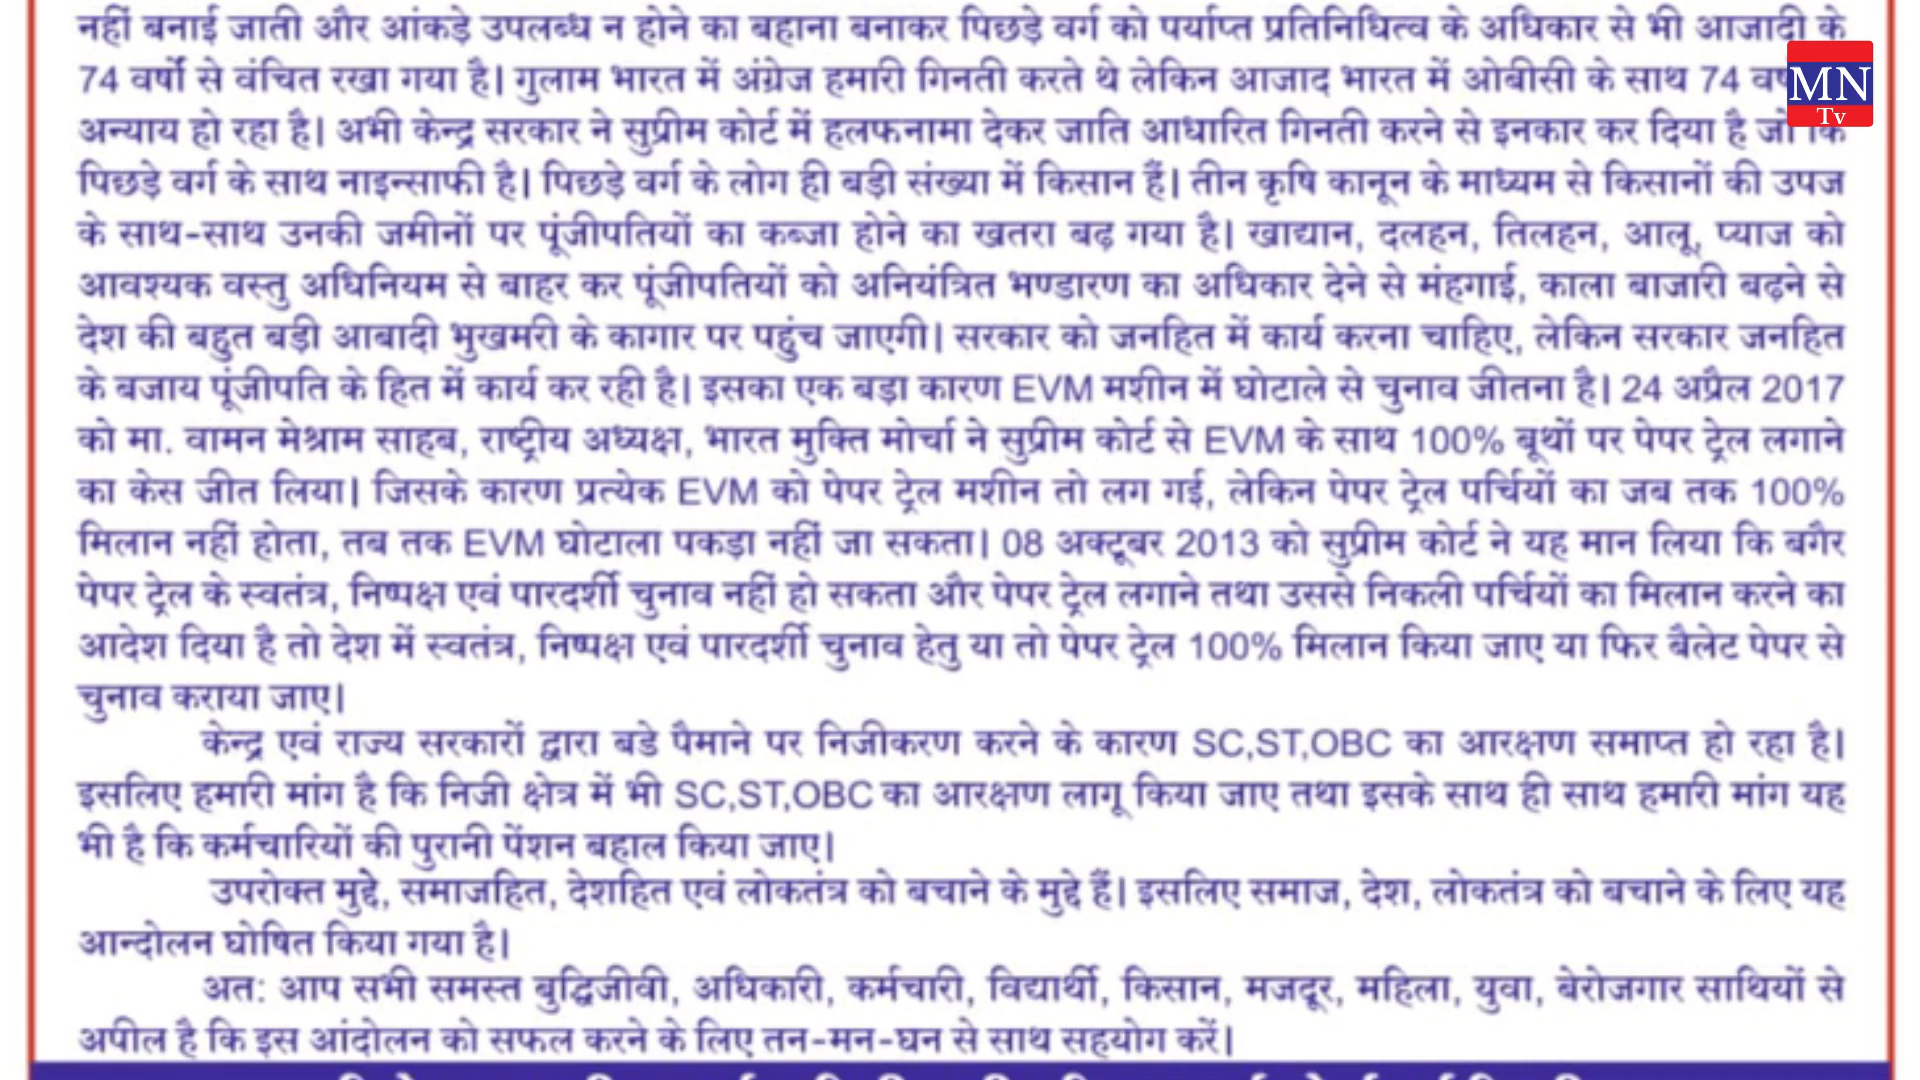 नहीं बनाई जाती और आंकड़े उपलब्ध न होने का बहाना बनाकर पिछड़े वर्ग को पर्याप्त प्रतिनिधित्व के अधिकार से भी आजादी के
74 वर्षों से वंचित रखा गया है। गुलाम भारत में अंग्रेज हमारी गिनती करते थे लेकिन आजाद भारत में ओबीसी के साथ 74
MN
Tv
अन्याय हो रहा है। अभी केन्द्र सरकार ने सुप्रीम कोर्ट में हलफनामा देकर जाति आधारित गिनती करने से इनकार कर दिया है जो कि
पिछड़े वर्ग के साथ नाइन्साफी है। पिछड़े वर्ग के लोग ही बड़ी संख्या में किसान हैं। तीन कृषि कानून के माध्यम से किसानों की उपज
के साथ-साथ उनकी जमीनों पर पूंजीपतियों का कब्जा होने का खतरा बढ़ गया है। खाद्यान, दलहन, तिलहन, आलू, प्याज को
आवश्यक वस्तु अधिनियम से बाहर कर पूंजीपतियों को अनियंत्रित भण्डारण का अधिकार देने से मंहगाई, काला बाजारी बढ़ने से
देश की बहुत बड़ी आबादी भुखमरी के कागार पर पहुंच जाएगी। सरकार को जनहित में कार्य करना चाहिए, लेकिन सरकार जनहित
के बजाय पूंजीपति के हित में कार्य कर रही है। इसका एक बड़ा कारण EVM मशीन में घोटाले से चुनाव जीतना है। 24 अप्रैल 2017
को मा. वामन मेश्राम साहब, राष्ट्रीय अध्यक्ष, भारत मुक्ति मोर्चा ने सुप्रीम कोर्ट से EVM के साथ 100% बूथों पर पेपर ट्रेल लगाने
का केस जीत लिया। जिसके कारण प्रत्येक EVM को पेपर ट्रेल मशीन तो लग गई, लेकिन पेपर ट्रेल पर्चियों का जब तक 100%
मिलान नहीं होता, तब तक EVM घोटाला पकड़ा नहीं जा सकता। 08 अक्टूबर 2013 को सुप्रीम कोर्ट ने यह मान लिया कि बगैर
पेपर ट्रेल के स्वतंत्र, निष्पक्ष एवं पारदर्शी चुनाव नहीं हो सकता और पेपर ट्रेल लगाने तथा उससे निकली पर्चियों का मिलान करने का
आदेश दिया है तो देश में स्वतंत्र, निष्पक्ष एवं पारदर्शी चुनाव हेतु या तो पेपर ट्रेल 100% मिलान किया जाए या फिर बैलेट पेपर से
चुनाव कराया जाए।
केन्द्र एवं राज्य सरकारों द्वारा बडे पैमाने पर निजीकरण करने के कारण SC,ST,OBC का आरक्षण समाप्त हो रहा है।
इसलिए हमारी मांग है कि निजी क्षेत्र में भी SC,ST,OBC का आरक्षण लागू किया जाए तथा इसके साथ ही साथ हमारी मांग यह
भी है कि कर्मचारियों की पुरानी पेंशन बहाल किया जाए।
उपरोक्त मुद्दे, समाजहित, देशहित एवं लोकतंत्र को बचाने के मुद्दे हैं। इसलिए समाज, देश, लोकतंत्र को बचाने के लिए यह
आन्दोलन घोषित किया गया है।
अत: आप सभी समस्त बुद्धिजीवी, अधिकारी, कर्मचारी, विद्यार्थी, किसान, मजदूर, महिला, युवा, बेरोजगार साथियों से
अपील है कि इस आंदोलन को सफल करने के लिए तन-मन-घन से साथ सहयोग करें।